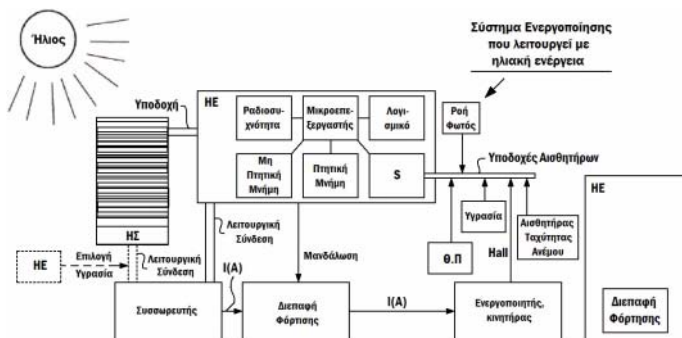 Ήλιος
Σύστημα Ενεργοποίησης
που λειτουργεί με
ηλιακή ενέργεια
Υποδοχή
ΗΕ
Ραδιοσυ-
χνότητα
Μικροεπε-
ξεργαστής
Λογι-
σμικό
Ροή
Φωτός
Μη
Πτητική
Μνήμη
Πτητική
Μνήμη
S
Υποδοχές Αισθητήρων
ΗΕ
Υγρασία
Αισθητήρας
Ταχύτητας
Ανέμου
Θ.Π
Hall
ΗΣ
Λειτουργική
Σύνδεση
Μανδάλωση
ΗΕ
Επιλογή
Υγρασία
Λειτουργική
Σύνδεση
I(A)
Συσσωρευτής
Διεπαφή
Φόρτισης
I(A)
Ενεργοποιητής,
κινητήρας
Διεπαφή
Φόρτησης